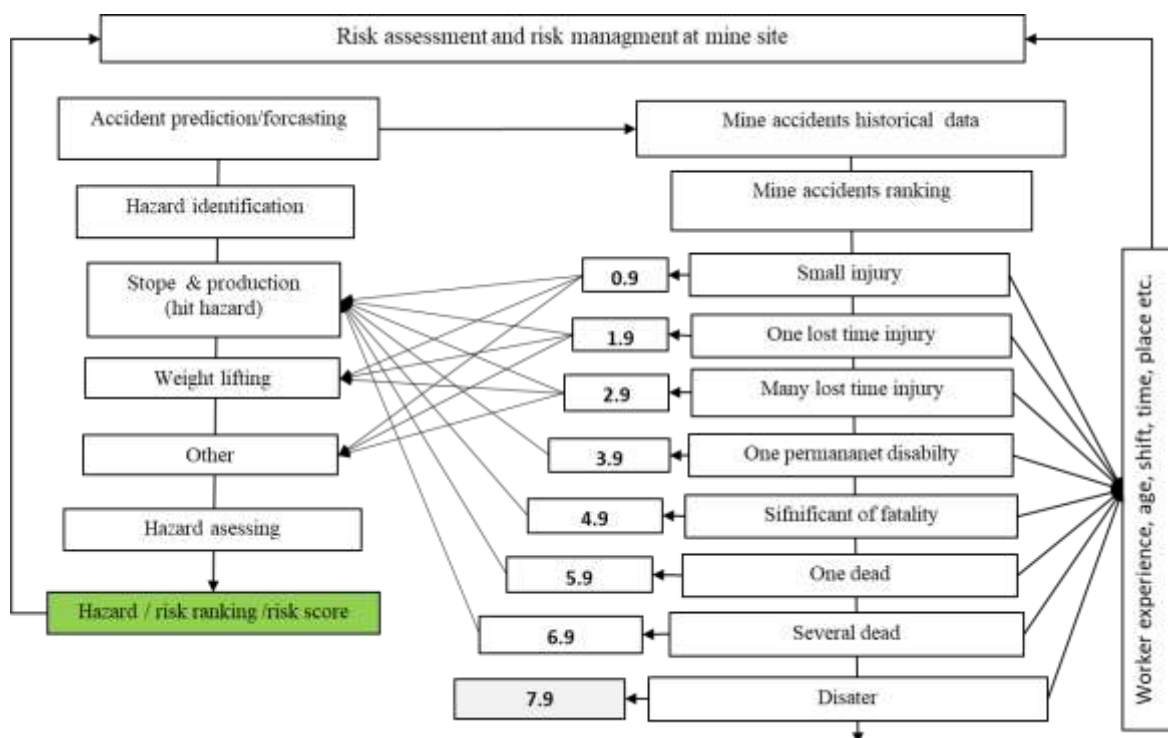 Risk assessment and risk managment at mine site
Accident prediction/forcasting
Mine accidents historical data
Mine accidents ranking
Hazard identification
Stope & production
(hit hazard)
Weight lifting
Other
Hazard asessing
Hazard / risk ranking /risk score
0.9
Small injury
1.9
One lost time injury
2.9
Many lost time injury
3.9
One permananet disabilty
4.9
Sifnificant of fatality
5.9
One dead
6.9
Several dead
7.9
Disater
Worker experience, age, shift, time, place etc.